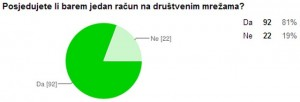 Posjedujete li barem jedan račun na društvenim mrežama?
Da 92 81%
Ne 22 19%
Ne [22]
Da [92]